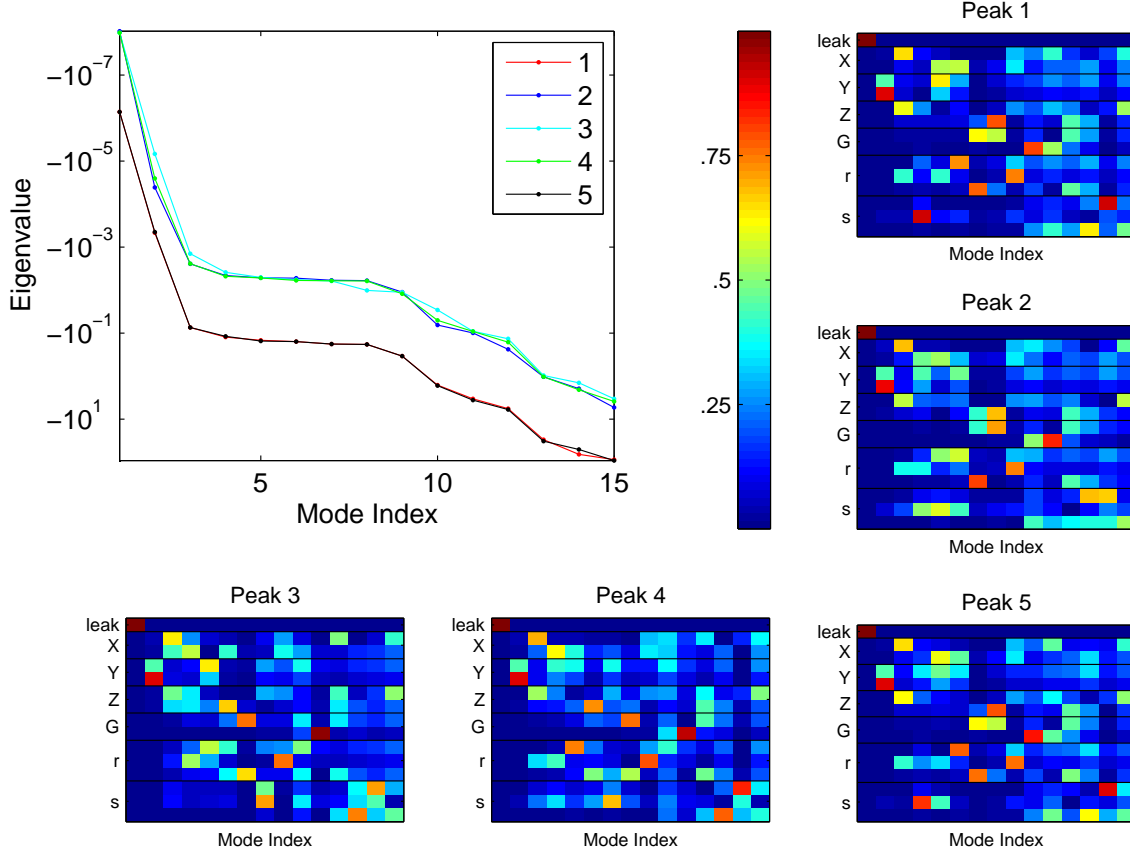 Eigenvalue
−10⁻⁷
−10⁻⁵
−10⁻³
−10⁻¹
−10¹
5
10
15
Mode Index
1
2
3
4
5
.75
.5
.25
Peak 1
leak
X
Y
Z
G
r
s
Mode Index
Peak 2
leak
X
Y
Z
G
r
s
Mode Index
Peak 3
leak
X
Y
Z
G
r
s
Mode Index
Peak 4
leak
X
Y
Z
G
r
s
Mode Index
Peak 5
leak
X
Y
Z
G
r
s
Mode Index